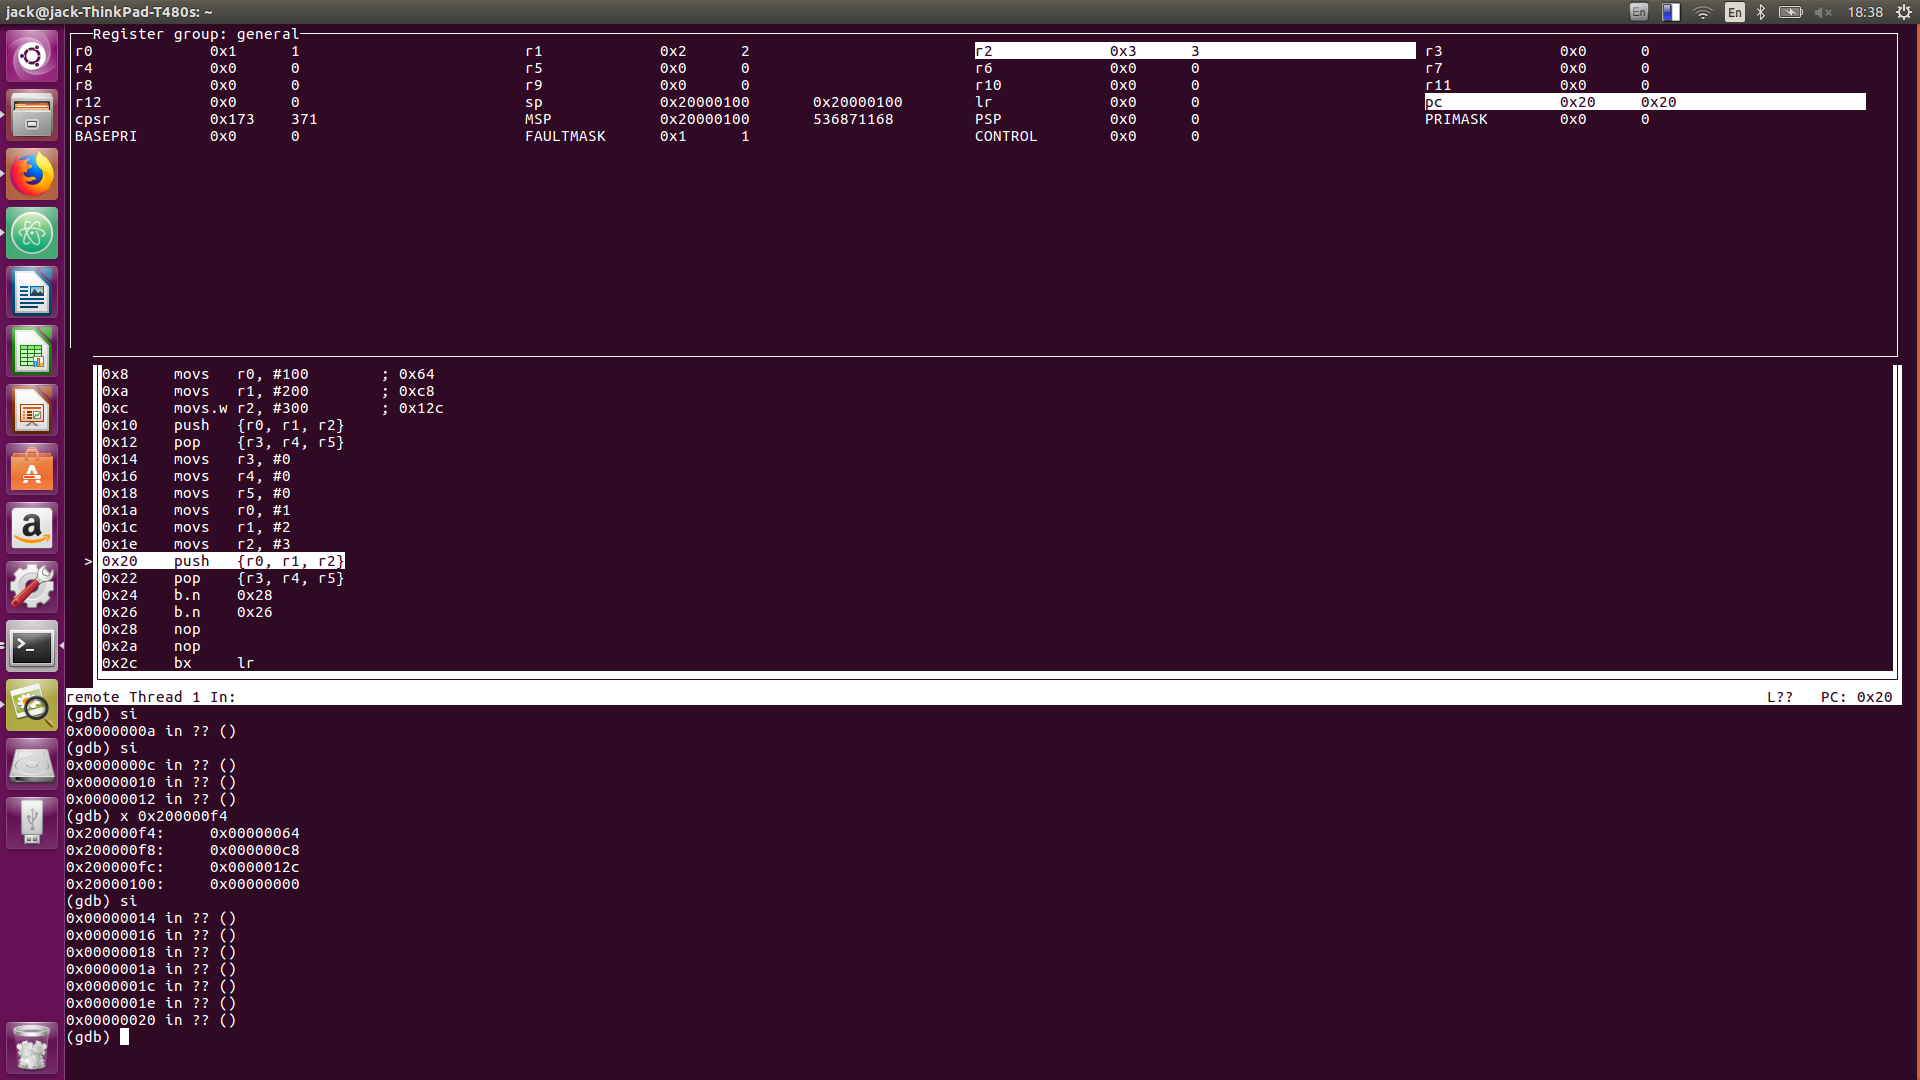 jack@jack-ThinkPad-T480s: ~ En En 18:38
Register group: general
r0 0x1 1 r1 0x2 2 r2 0x3 3 r3 0x0 0
r4 0x0 0 r5 0x0 0 r6 0x0 0 r7 0x0 0
r8 0x0 0 r9 0x0 0 r10 0x0 0 r11 0x0 0
r12 0x0 0 sp 0x20000100 0x20000100 lr 0x0 0 pc 0x20 0x20
cpsr 0x173 371 MSP 0x20000100 536871168 PSP 0x0 0 PRIMASK 0x0 0
BASEPRI 0x0 0 FAULTMASK 0x1 1 CONTROL 0x0 0
0x8 movs r0, #100 ; 0x64
0xa movs r1, #200 ; 0xc8
0xc movs.w r2, #300 ; 0x12c
0x10 push {r0, r1, r2}
0x12 pop {r3, r4, r5}
0x14 movs r3, #0
0x16 movs r4, #0
0x18 movs r5, #0
0x1a movs r0, #1
0x1c movs r1, #2
0x1e movs r2, #3
>0x20 push {r0, r1, r2}
0x22 pop {r3, r4, r5}
0x24 b.n 0x28
0x26 b.n 0x26
0x28 nop
0x2a nop
0x2c bx lr
remote Thread 1 In: L?? PC: 0x20
(gdb) si
0x0000000a in ?? ()
(gdb) si
0x0000000c in ?? ()
0x00000010 in ?? ()
0x00000012 in ?? ()
(gdb) x 0x200000f4
0x200000f4: 0x00000064
0x200000f8: 0x000000c8
0x200000fc: 0x0000012c
0x20000100: 0x00000000
(gdb) si
0x00000014 in ?? ()
0x00000016 in ?? ()
0x00000018 in ?? ()
0x0000001a in ?? ()
0x0000001c in ?? ()
0x0000001e in ?? ()
0x00000020 in ?? ()
(gdb)